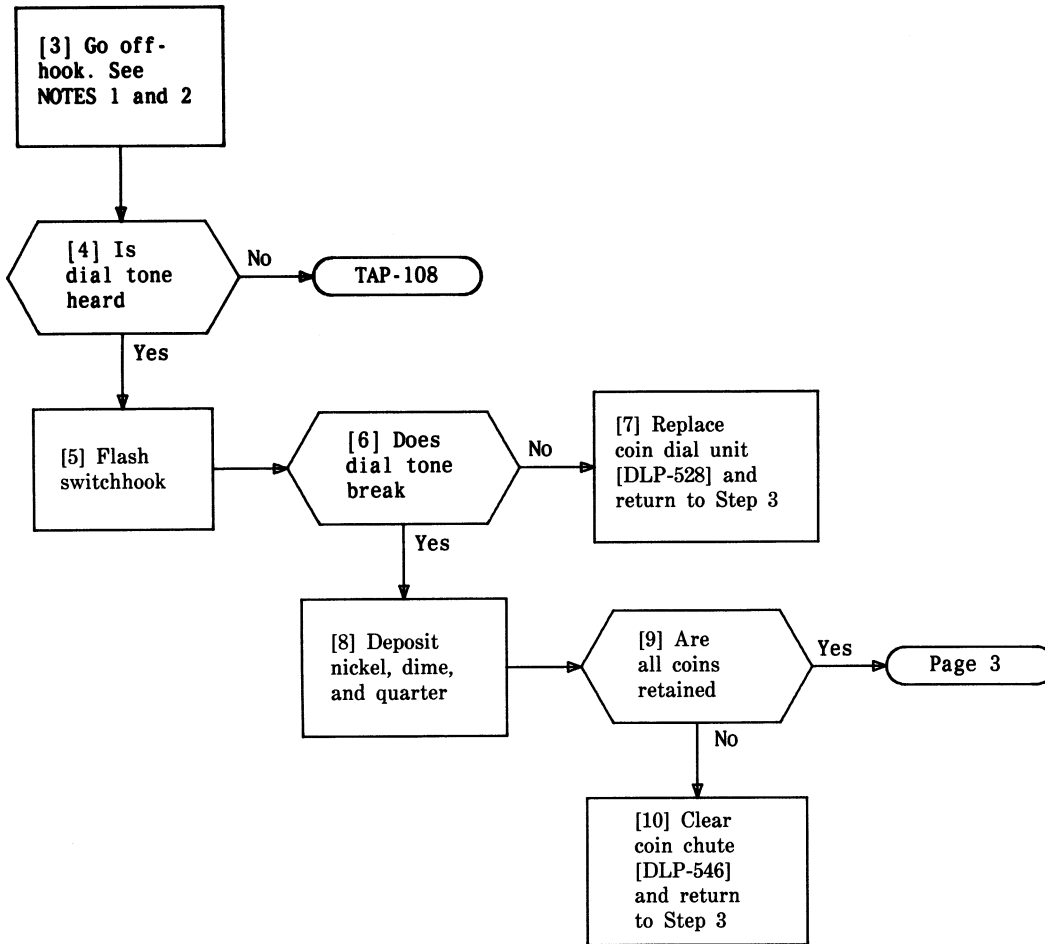 [3] Go off-
hook. See
NOTES 1 and 2
[4] Is
dial tone
heard
No
TAP-108
Yes
[5] Flash
switchhook
[6] Does
dial tone
break
No
[7] Replace
coin dial unit
[DLP-528] and
return to Step 3
Yes
[8] Deposit
nickel, dime,
and quarter
[9] Are
all coins
retained
Yes
Page 3
No
[10] Clear
coin chute
[DLP-546]
and return
to Step 3